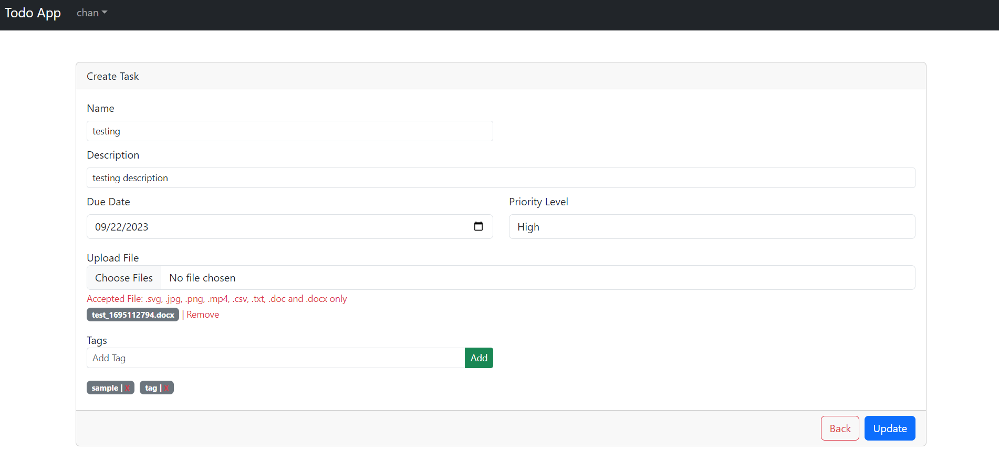 Todo App chan
Create Task
Name
testing
Description
testing description
Due Date Priority Level
09/22/2023 High
Upload File
Choose Files No file chosen
Accepted File: .svg, .jpg, .png, .mp4, .csv, .txt, .doc and .docx only
test_1695112794.docx | Remove
Tags
Add Tag Add
sample | X tag | X
Back Update